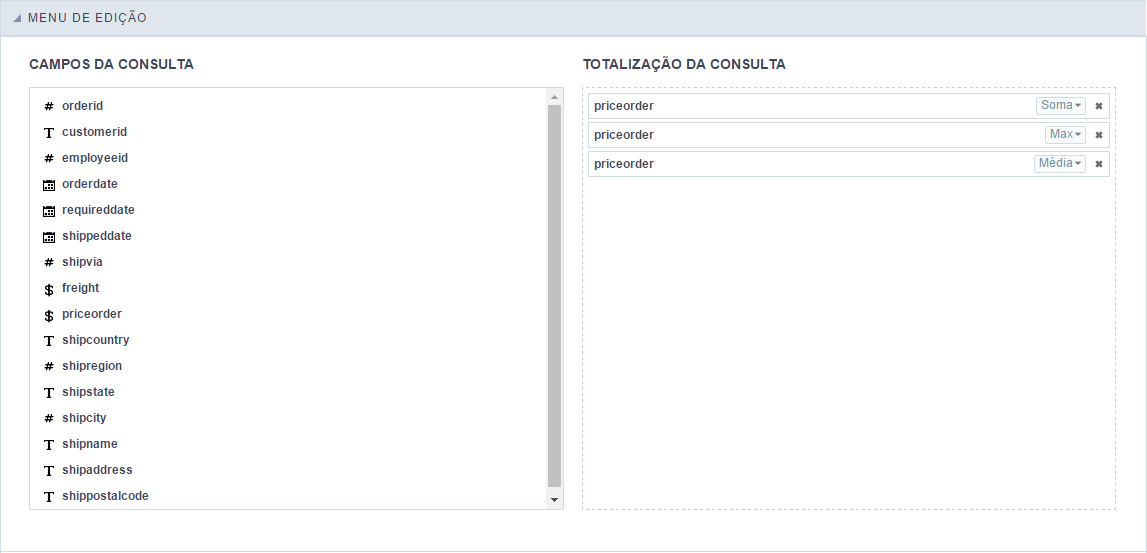 MENU DE EDIÇÃO
CAMPOS DA CONSULTA
# orderid
T customerid
# employeeid
orderdate
requireddate
shippeddate
# shipvia
$ freight
$ priceorder
T shipcountry
# shipregion
T shipstate
# shipcity
T shipname
T shipaddress
T shippostalcode
TOTALIZAÇÃO DA CONSULTA
priceorder Soma
priceorder Max
priceorder Média